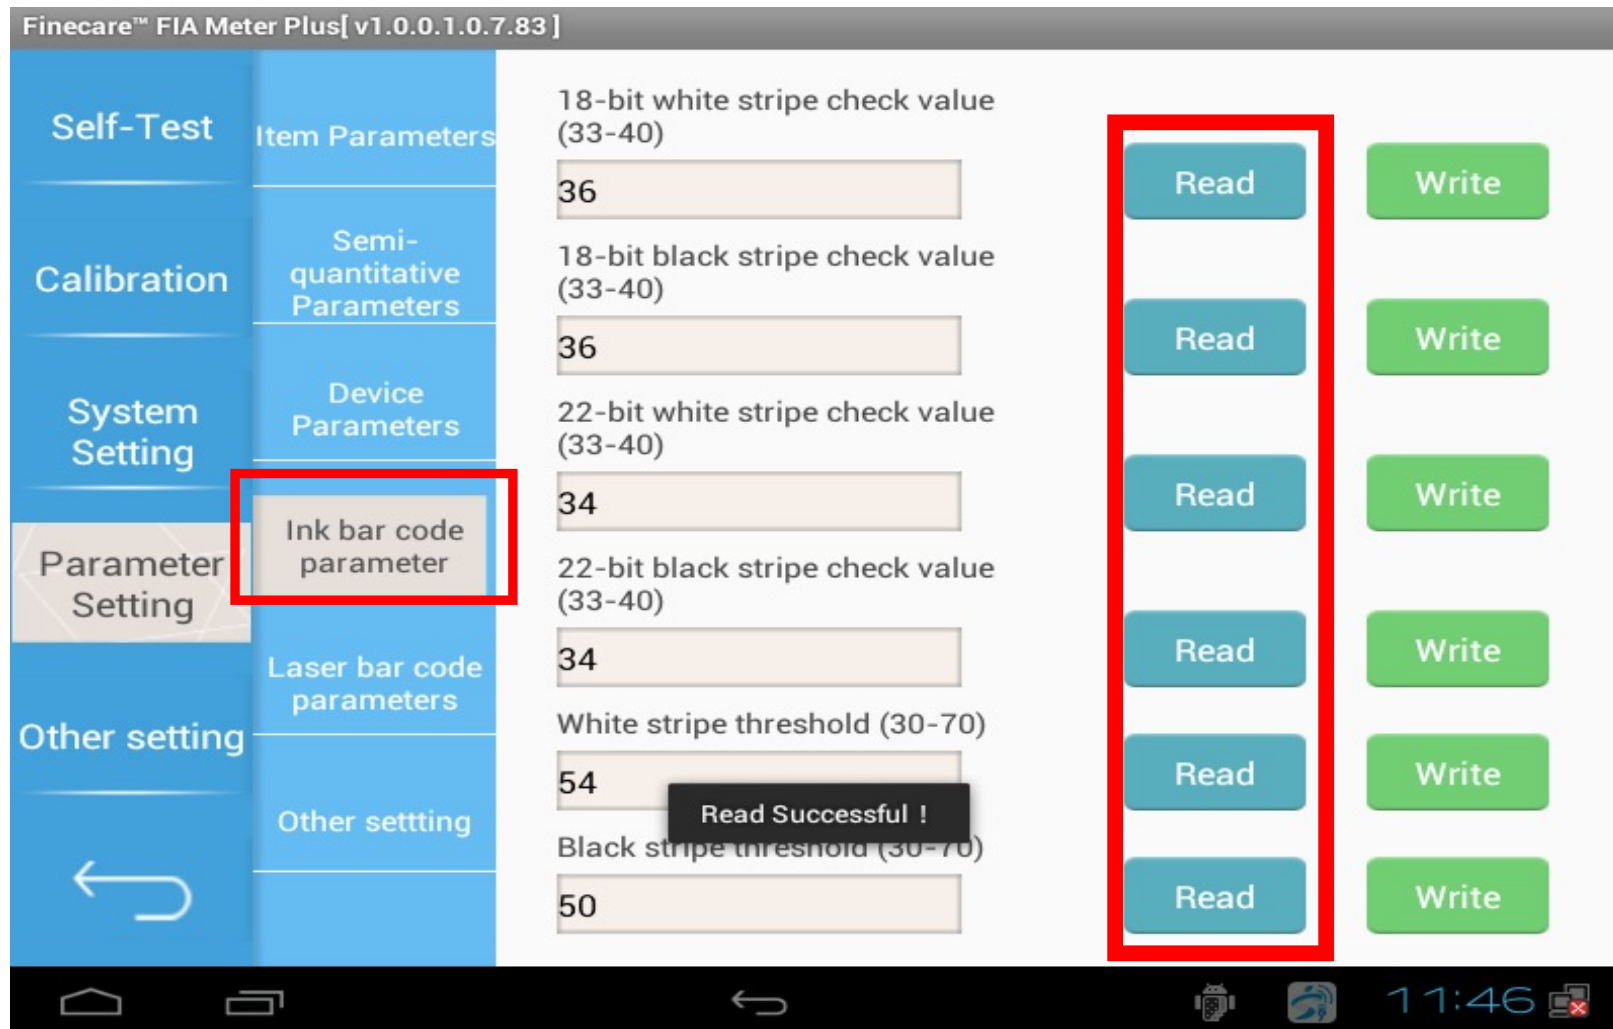 Finecare™ FIA Meter Plus[ v1.0.0.1.0.7.83 ]
Self-Test
Calibration
System
Setting
Parameter
Setting
Other setting
Item Parameters
Semi-
quantitative
Parameters
Device
Parameters
Ink bar code
parameter
Laser bar code
parameters
Other settting
18-bit white stripe check value
(33-40)
36
Read
Write
18-bit black stripe check value
(33-40)
36
Read
Write
22-bit white stripe check value
(33-40)
34
Read
Write
22-bit black stripe check value
(33-40)
34
Read
Write
White stripe threshold (30-70)
54
Read
Write
Read Successful !
Black stripe threshold (30-70)
50
Read
Write
11:46